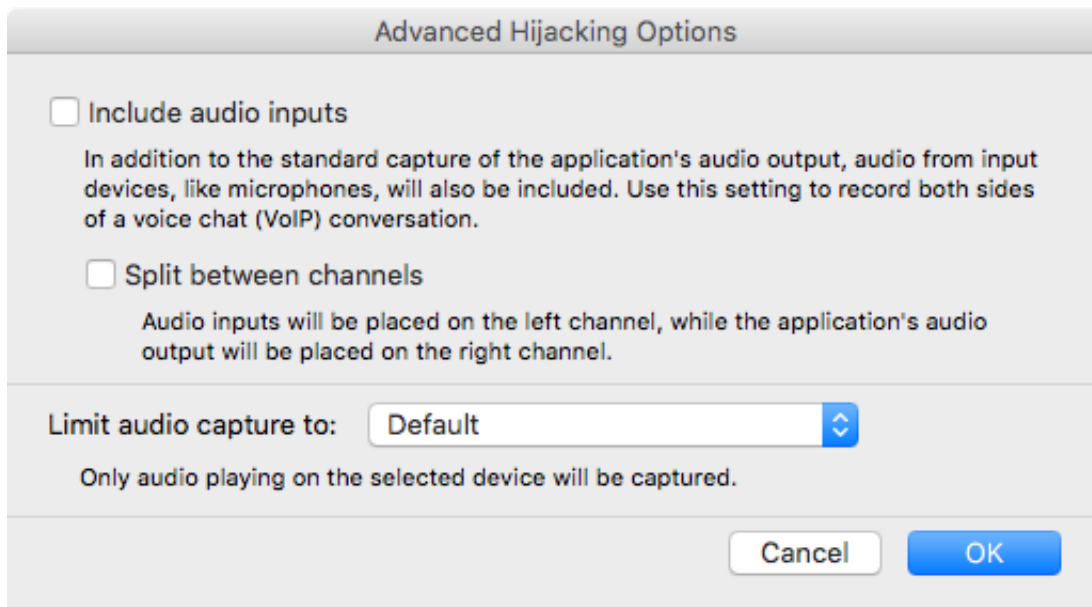 Advanced Hijacking Options
Include audio inputs
In addition to the standard capture of the application's audio output, audio from input
devices, like microphones, will also be included. Use this setting to record both sides
of a voice chat (VoIP) conversation.
Split between channels
Audio inputs will be placed on the left channel, while the application's audio
output will be placed on the right channel.
Limit audio capture to: Default
Only audio playing on the selected device will be captured.
Cancel OK